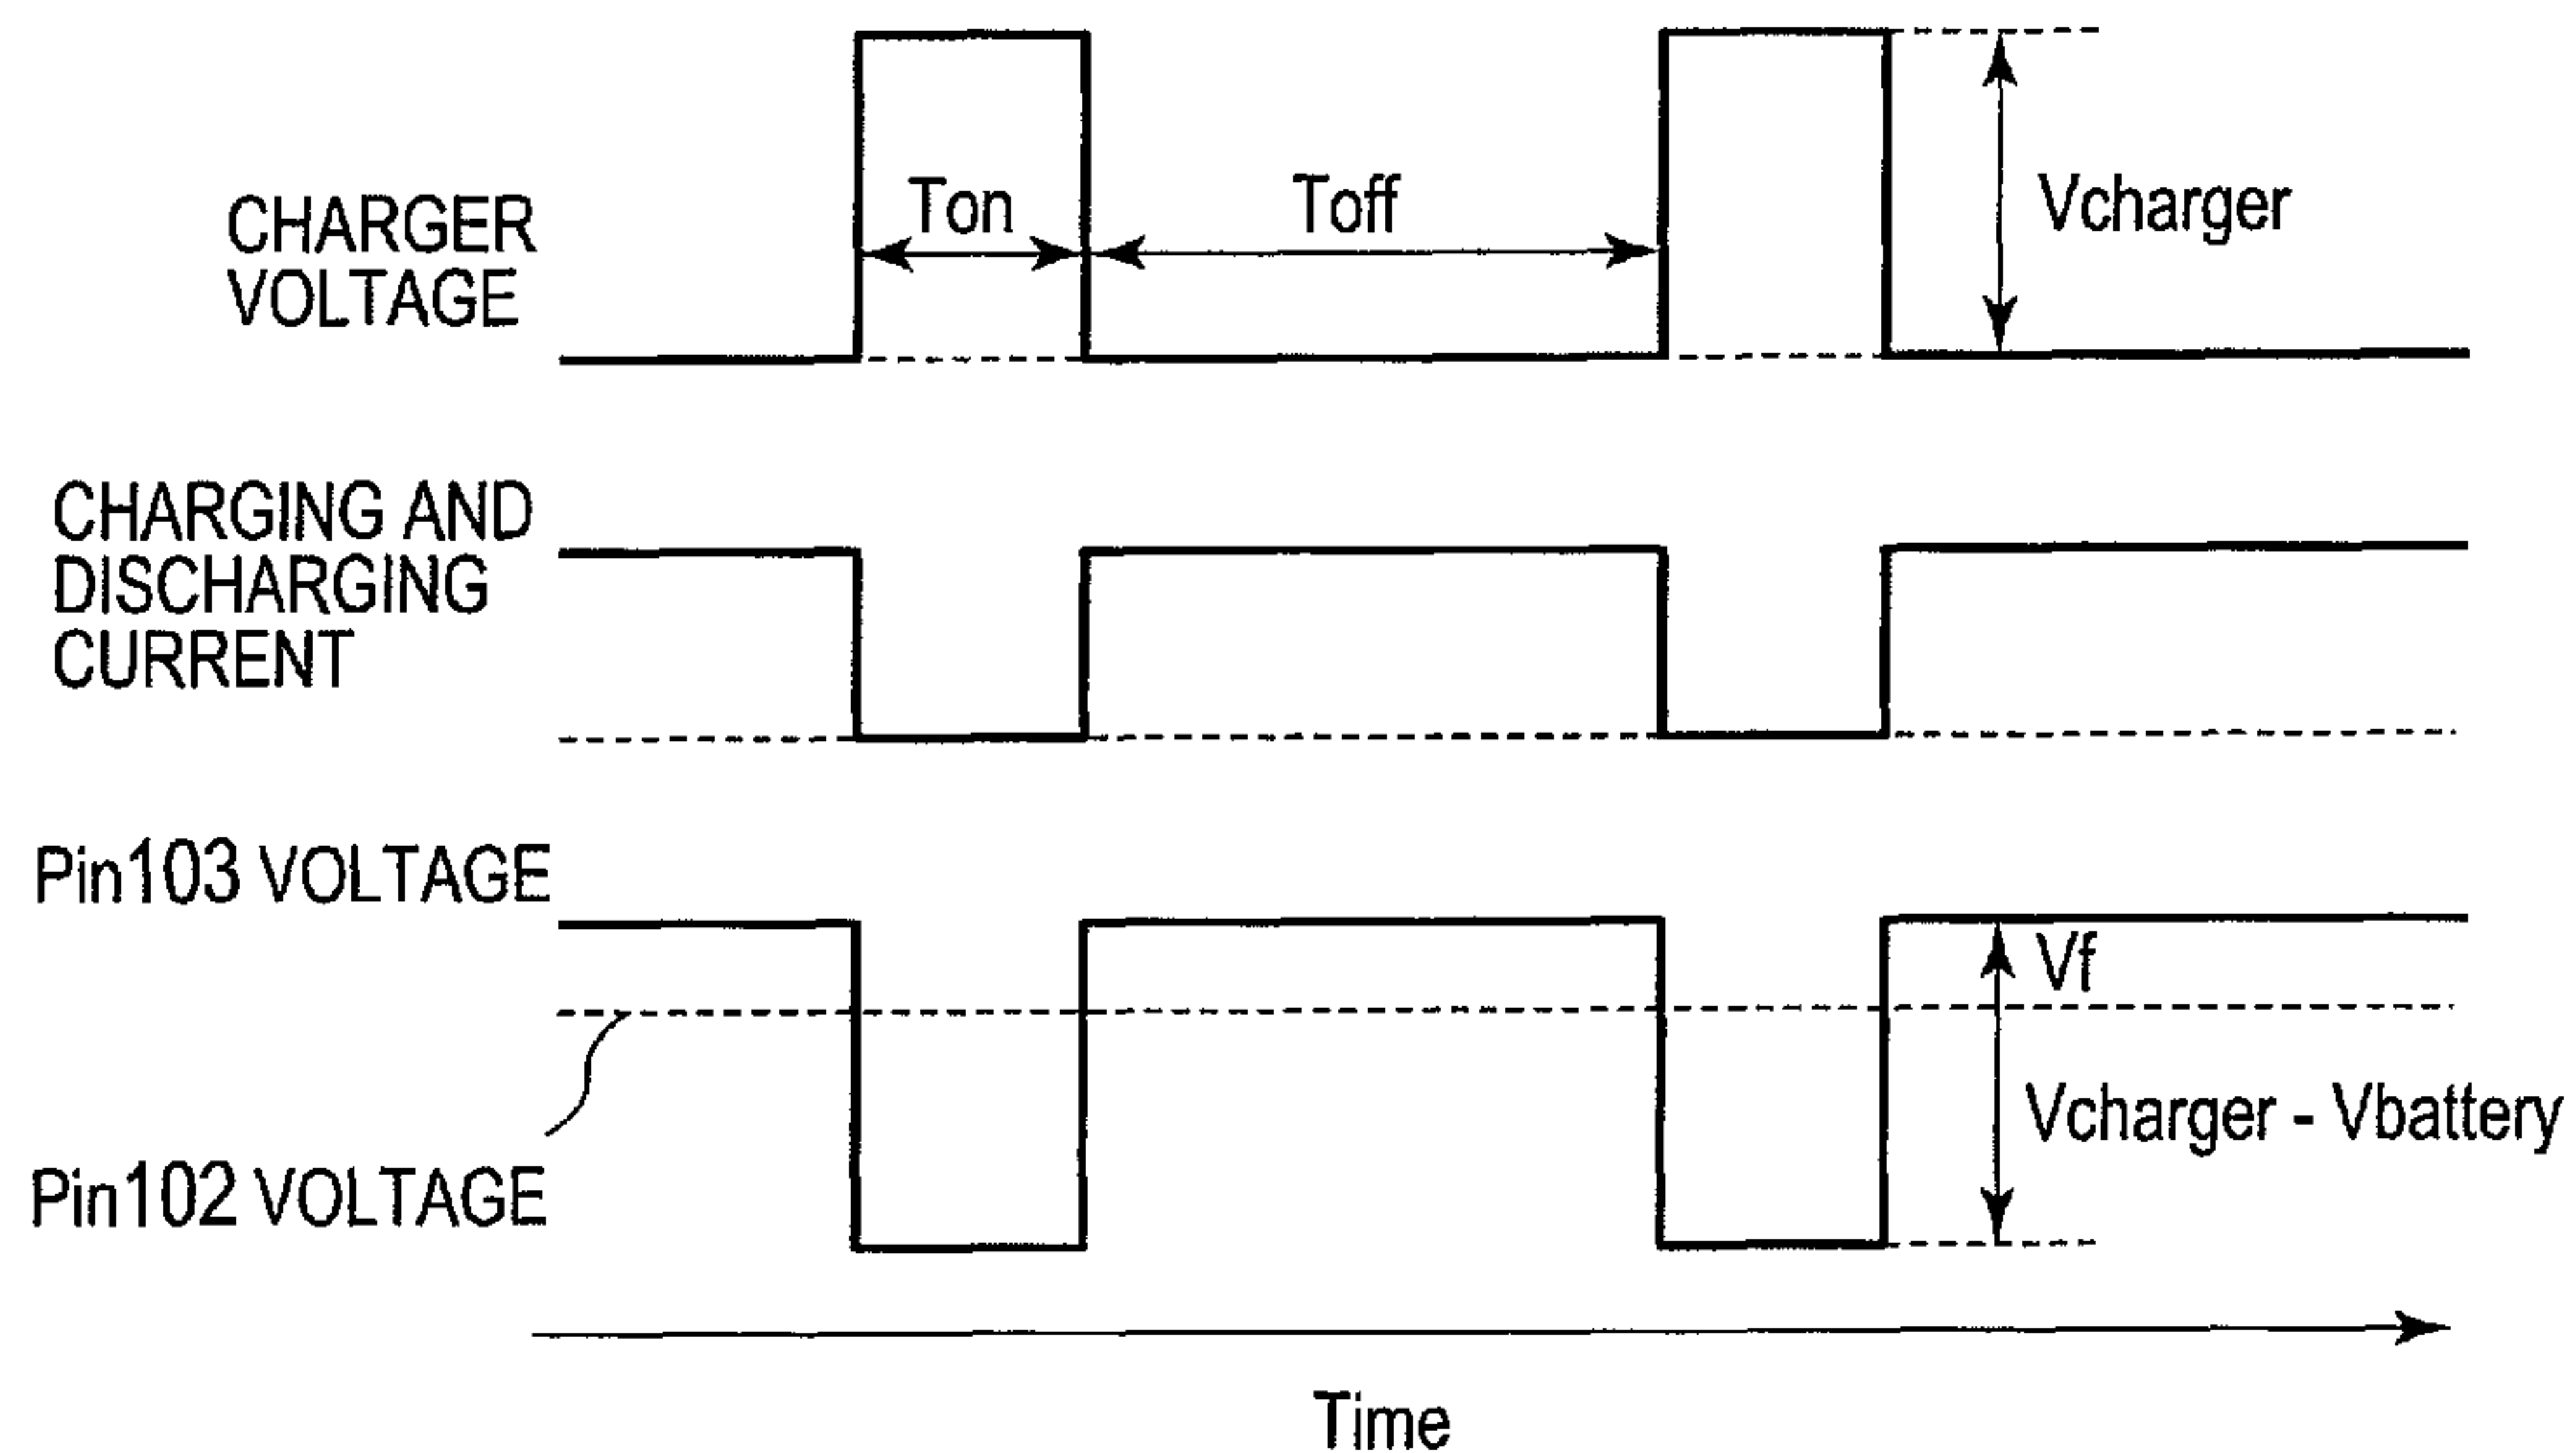 Ton
Toff
Vcharger
CHARGER
VOLTAGE
CHARGING AND
DISCHARGING
CURRENT
Pin103 VOLTAGE
Vf
Vcharger - Vbattery
Pin102 VOLTAGE
Time